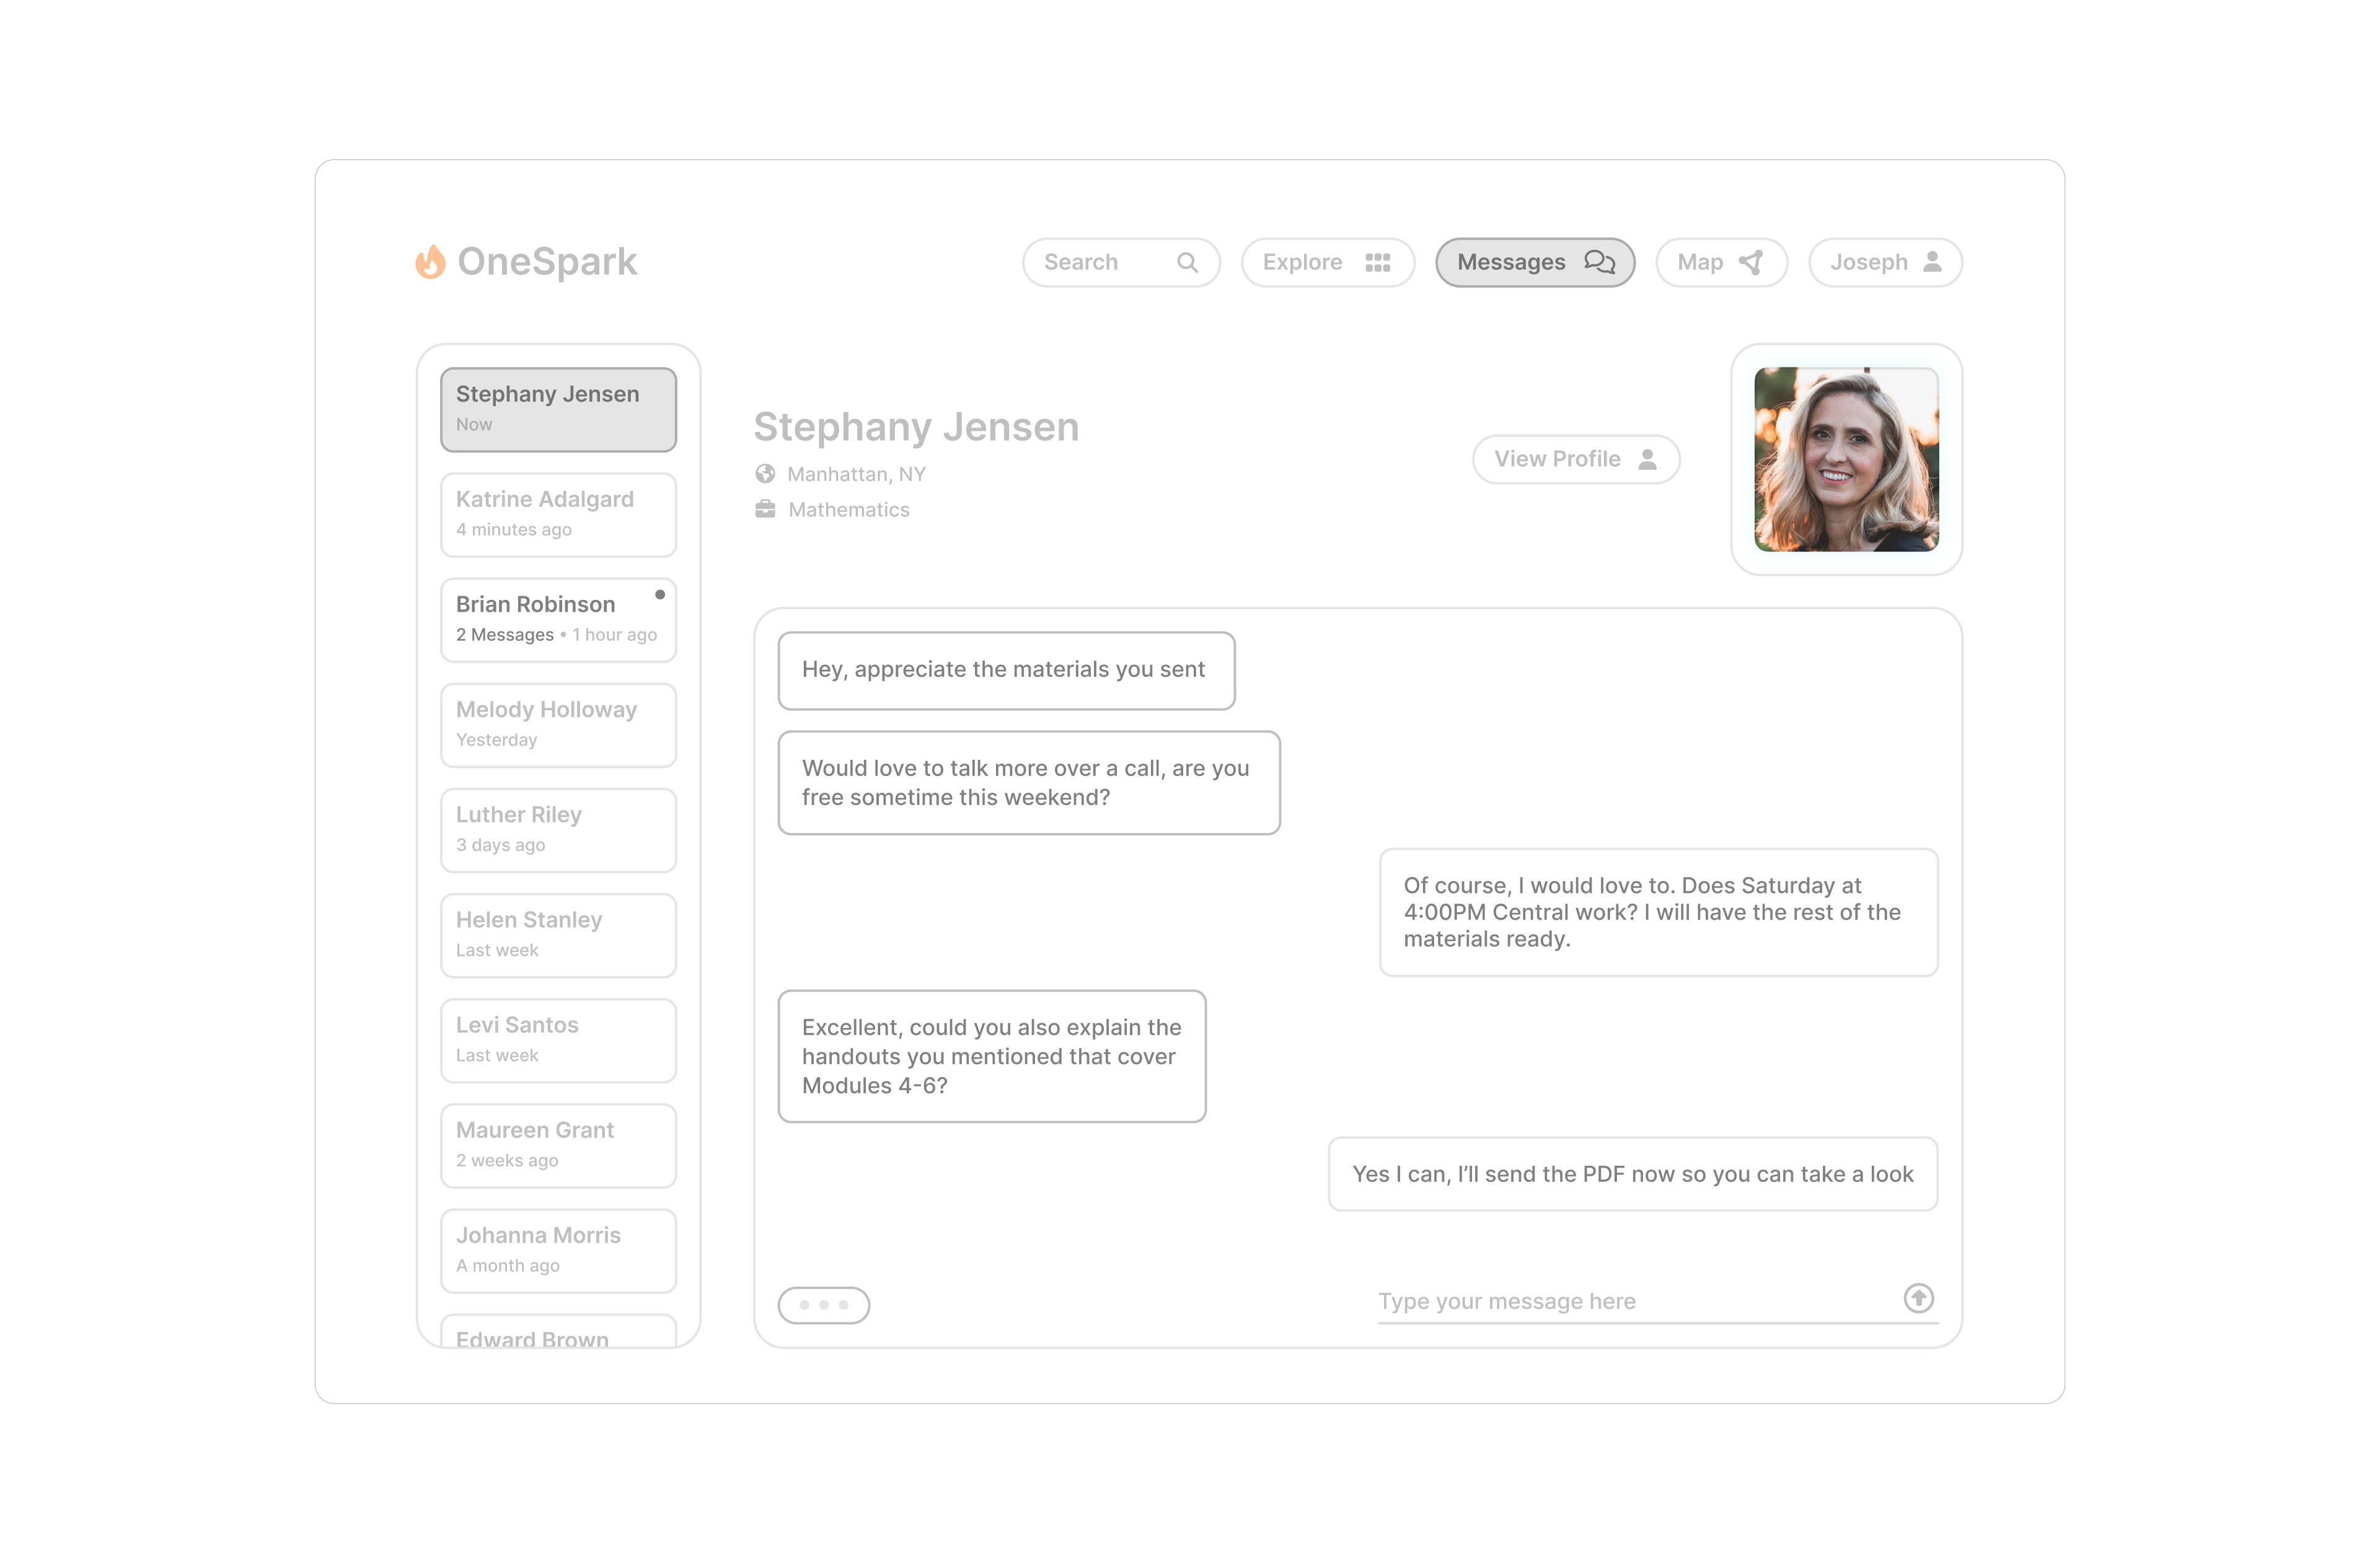 OneSpark
Search
Explore
Messages
Map
Joseph
Stephany Jensen
Now
Katrine Adalgard
4 minutes ago
Brian Robinson
2 Messages • 1 hour ago
Melody Holloway
Yesterday
Luther Riley
3 days ago
Helen Stanley
Last week
Levi Santos
Last week
Maureen Grant
2 weeks ago
Johanna Morris
A month ago
Edward Brown
Stephany Jensen
Manhattan, NY
Mathematics
View Profile
Hey, appreciate the materials you sent
Would love to talk more over a call, are you
free sometime this weekend?
Of course, I would love to. Does Saturday at
4:00PM Central work? I will have the rest of the
materials ready.
Excellent, could you also explain the
handouts you mentioned that cover
Modules 4-6?
Yes I can, I’ll send the PDF now so you can take a look
Type your message here